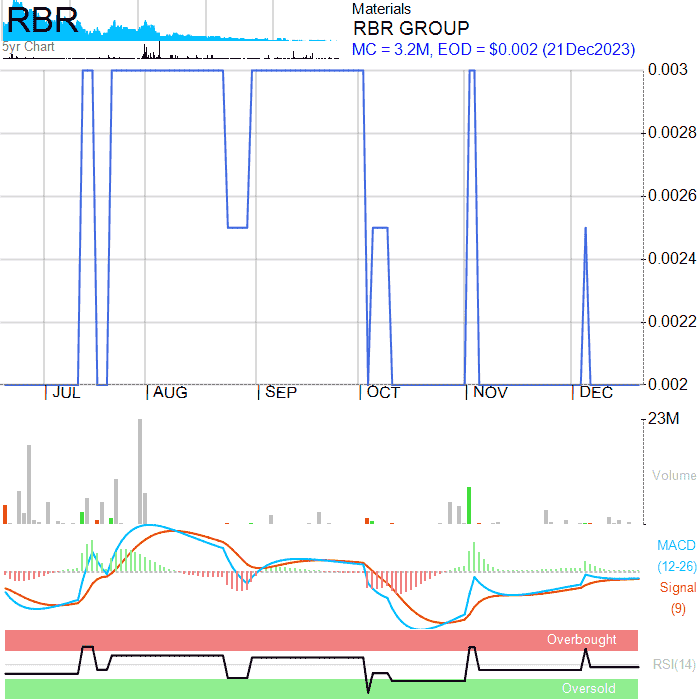 RBR
5yr Chart
Materials
RBR GROUP
MC = 3.2M, EOD = $0.002 (21Dec2023)
0.003
0.0028
0.0026
0.0024
0.0022
0.002
JUL AUG SEP OCT NOV DEC
23M
Volume
MACD
(12-26)
Signal
(9)
Overbought
RSI(14)
Oversold